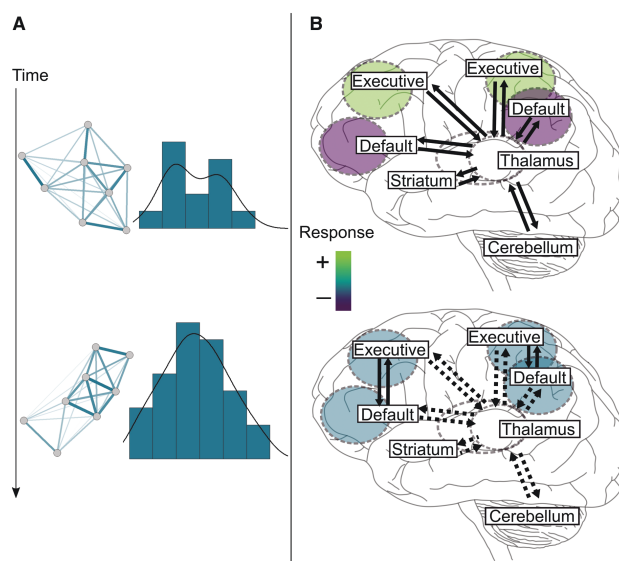 A
Time
B
Executive
Executive
Default
Default
Thalamus
Striatum
Cerebellum
Response
+
−
Executive
Executive
Default
Default
Thalamus
Striatum
Cerebellum